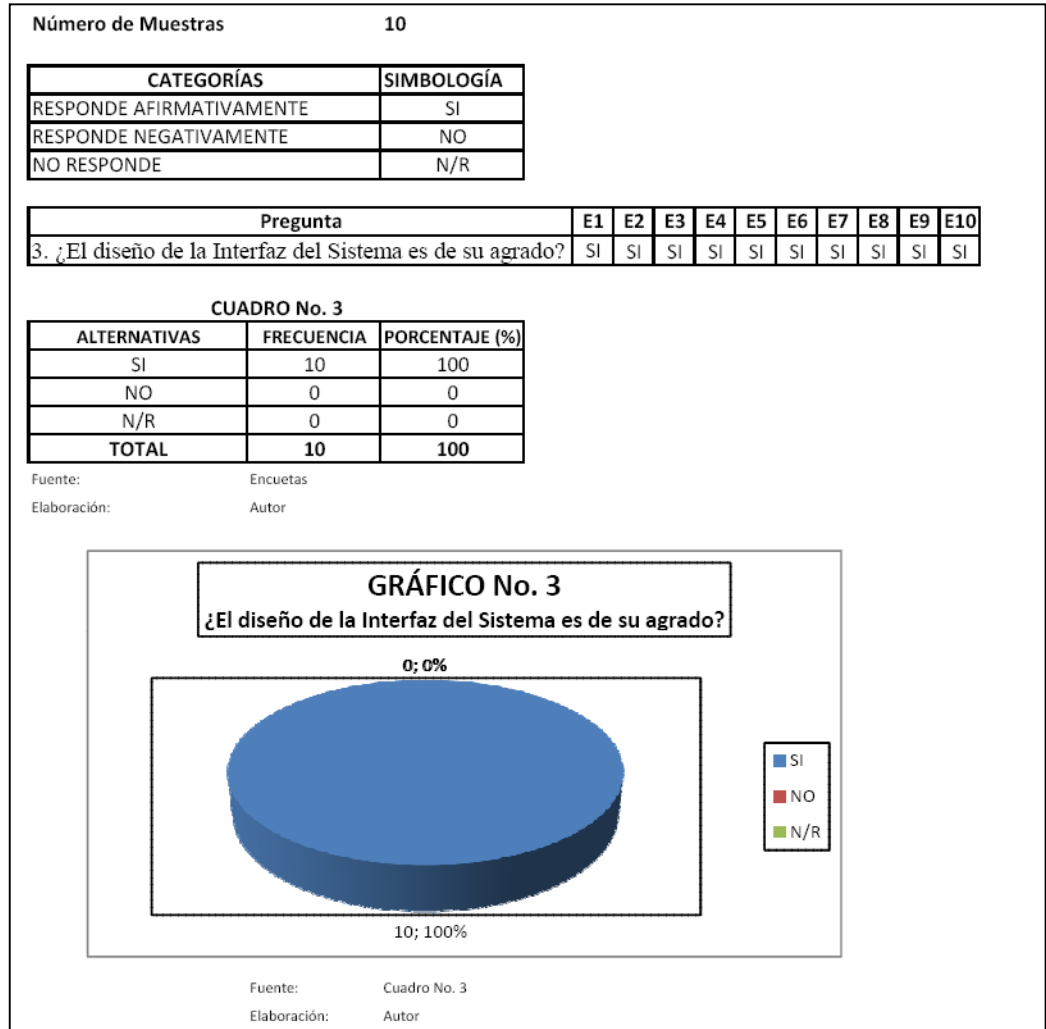 Número de Muestras 10
CATEGORÍAS SIMBOLOGÍA
RESPONDE AFIRMATIVAMENTE SI
RESPONDE NEGATIVAMENTE NO
NO RESPONDE N/R
Pregunta E1 E2 E3 E4 E5 E6 E7 E8 E9 E10
3. ¿El diseño de la Interfaz del Sistema es de su agrado? SI SI SI SI SI SI SI SI SI SI
CUADRO No. 3
ALTERNATIVAS FRECUENCIA PORCENTAJE (%)
SI 10 100
NO 0 0
N/R 0 0
TOTAL 10 100
Fuente: Encuetas
Elaboración: Autor
GRÁFICO No. 3
¿El diseño de la Interfaz del Sistema es de su agrado?
0; 0%
SI
NO
N/R
10; 100%
Fuente: Cuadro No. 3
Elaboración: Autor